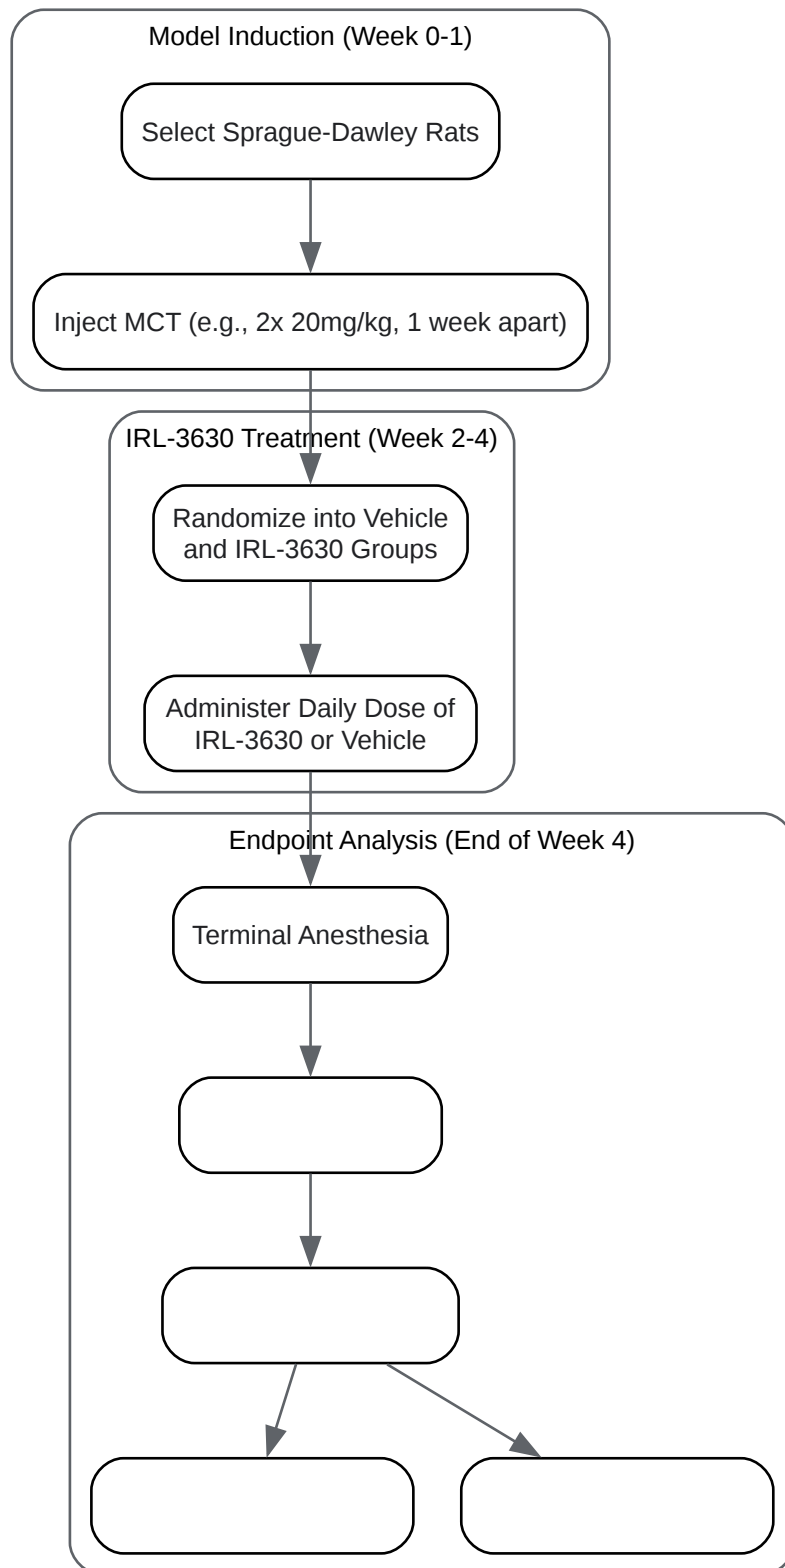 Model Induction (Week 0-1)
Select Sprague-Dawley Rats
Inject MCT (e.g., 2x 20mg/kg, 1 week apart)
IRL-3630 Treatment (Week 2-4)
Randomize into Vehicle
and IRL-3630 Groups
Administer Daily Dose of
IRL-3630 or Vehicle
Endpoint Analysis (End of Week 4)
Terminal Anesthesia